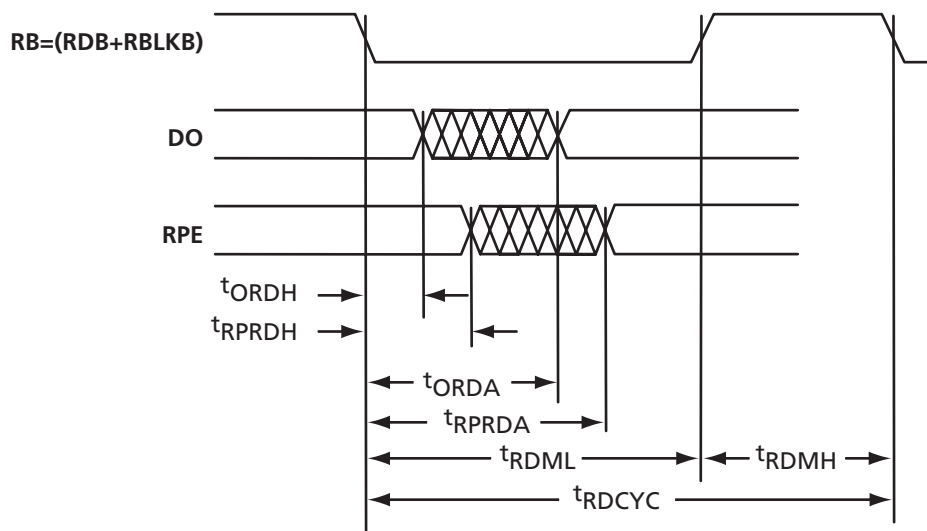 RB=(RDB+RBLKB)
DO
RPE
tORDH
tRPRDH
tORDA
tRPRDA
tRDML
tRDMH
tRDCYC